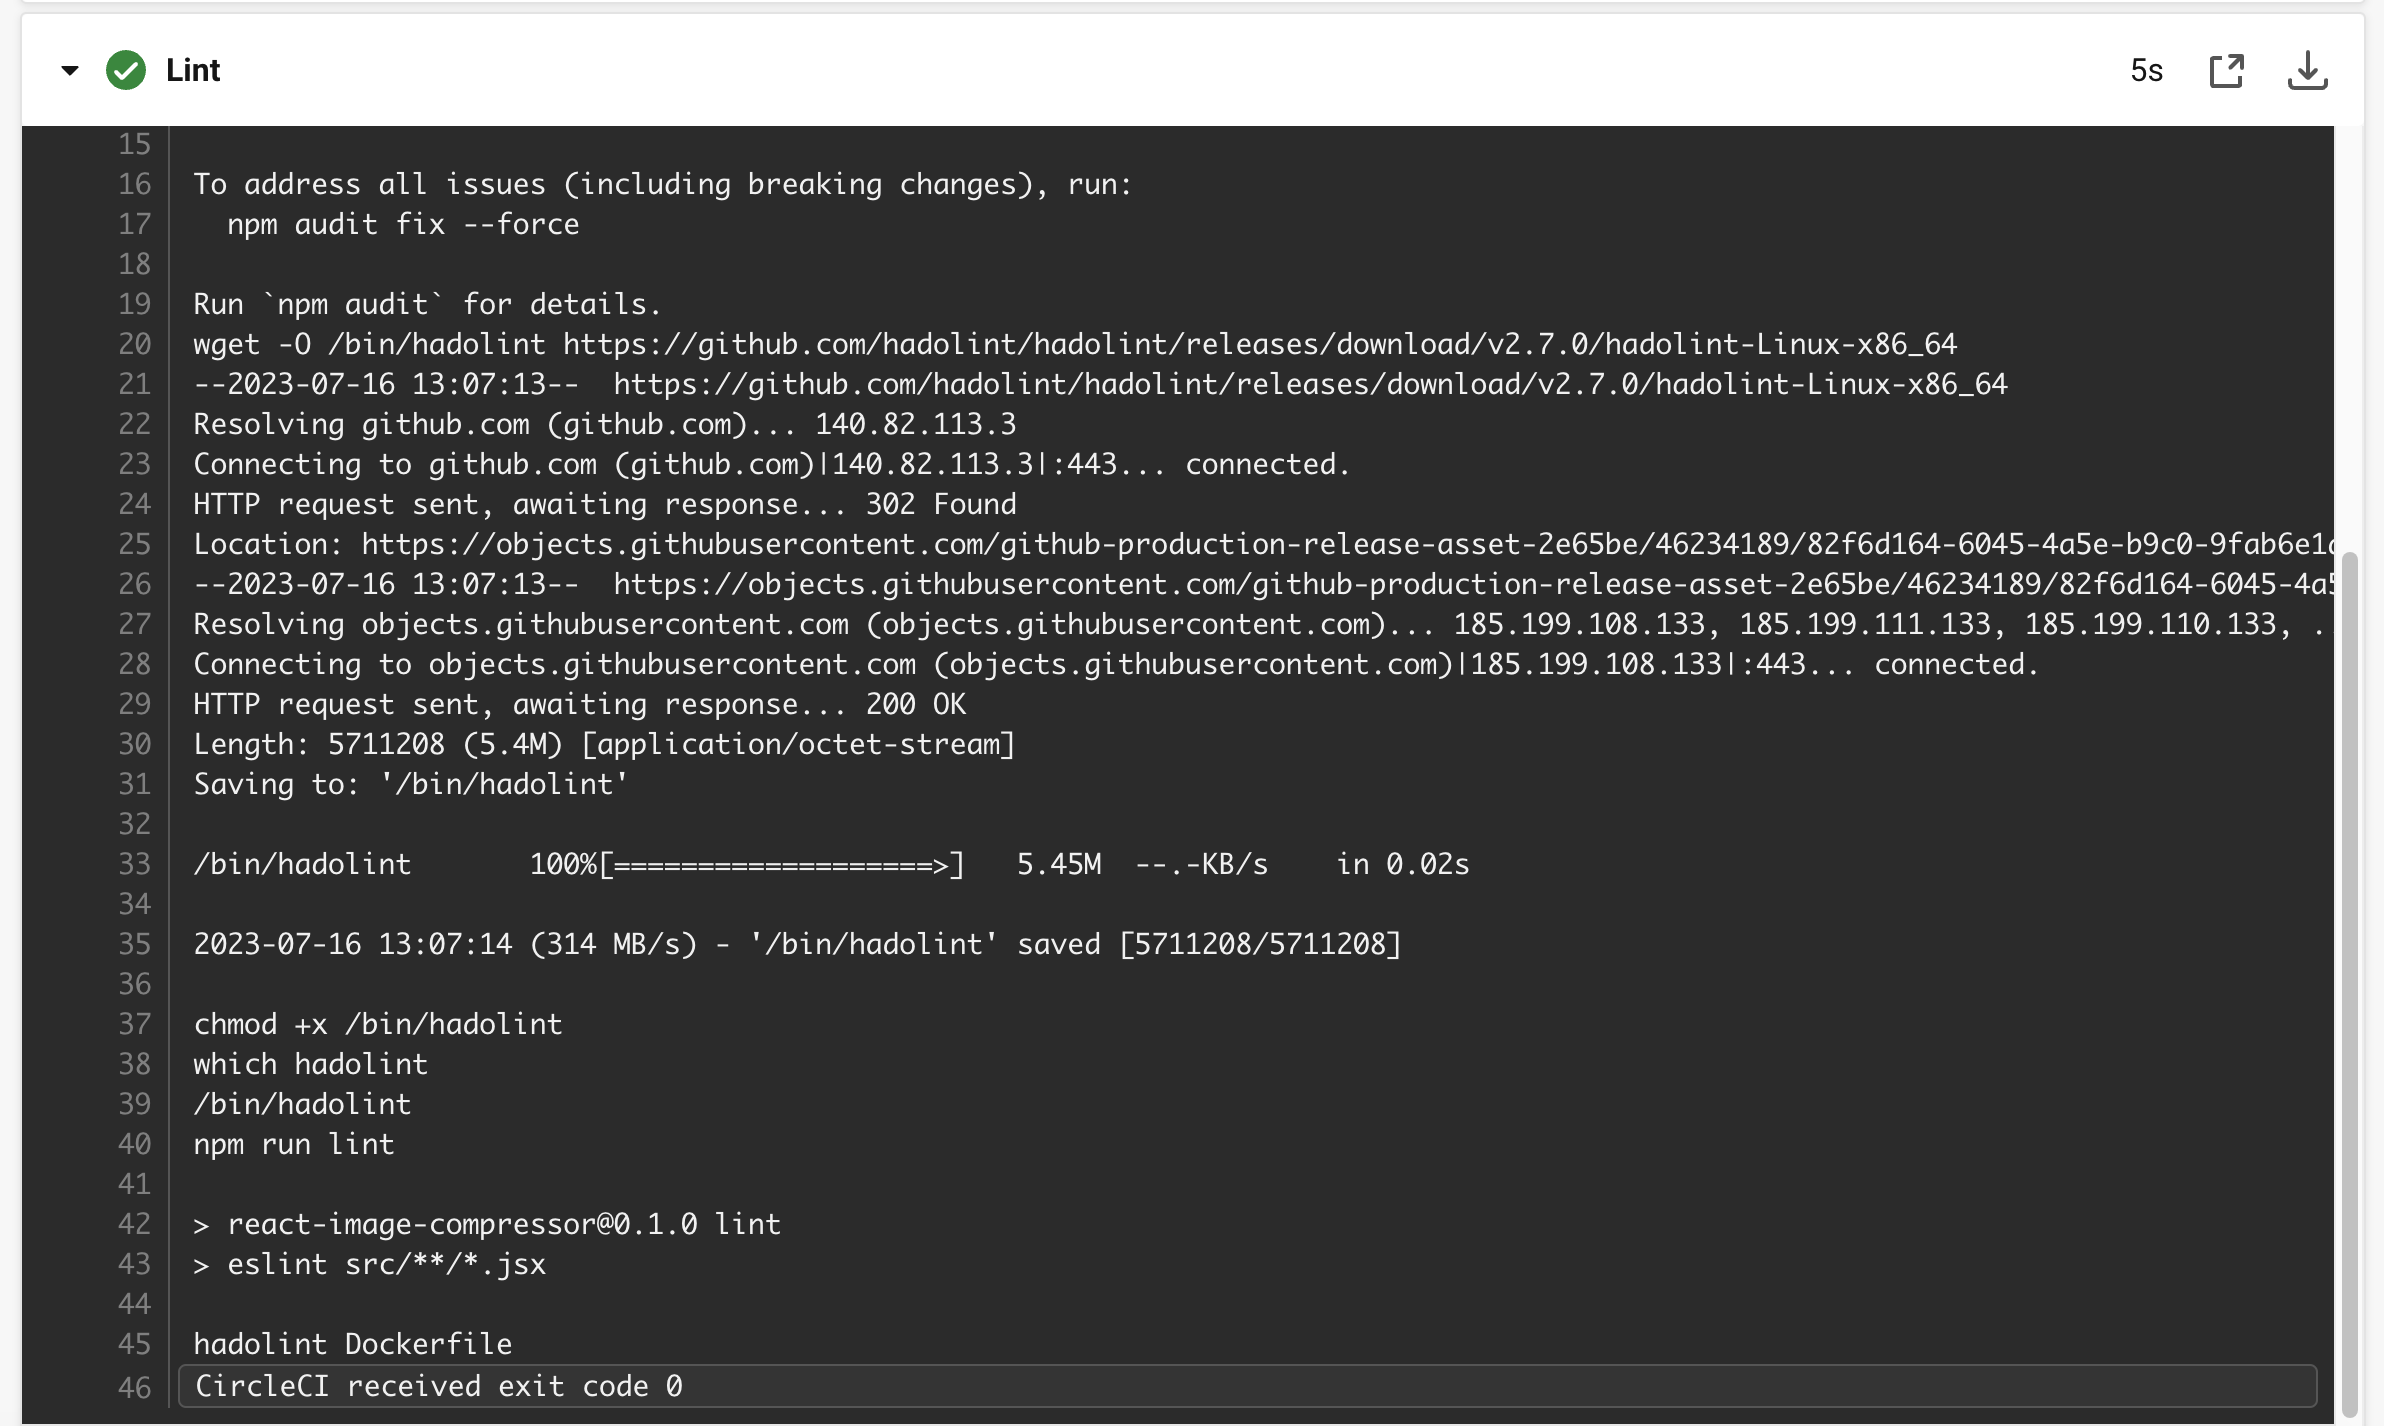 Lint
5s
15
16 To address all issues (including breaking changes), run:
17   npm audit fix --force
18
19 Run `npm audit` for details.
20 wget -O /bin/hadolint https://github.com/hadolint/hadolint/releases/download/v2.7.0/hadolint-Linux-x86_64
21 --2023-07-16 13:07:13--  https://github.com/hadolint/hadolint/releases/download/v2.7.0/hadolint-Linux-x86_64
22 Resolving github.com (github.com)... 140.82.113.3
23 Connecting to github.com (github.com)|140.82.113.3|:443... connected.
24 HTTP request sent, awaiting response... 302 Found
25 Location: https://objects.githubusercontent.com/github-production-release-asset-2e65be/46234189/82f6d164-6045-4a5e-b9c0-9fab6e1
26 --2023-07-16 13:07:13--  https://objects.githubusercontent.com/github-production-release-asset-2e65be/46234189/82f6d164-6045-4a5
27 Resolving objects.githubusercontent.com (objects.githubusercontent.com)... 185.199.108.133, 185.199.111.133, 185.199.110.133, ..
28 Connecting to objects.githubusercontent.com (objects.githubusercontent.com)|185.199.108.133|:443... connected.
29 HTTP request sent, awaiting response... 200 OK
30 Length: 5711208 (5.4M) [application/octet-stream]
31 Saving to: '/bin/hadolint'
32
33 /bin/hadolint       100%[===================>]   5.45M  --.-KB/s    in 0.02s
34
35 2023-07-16 13:07:14 (314 MB/s) - '/bin/hadolint' saved [5711208/5711208]
36
37 chmod +x /bin/hadolint
38 which hadolint
39 /bin/hadolint
40 npm run lint
41
42 > react-image-compressor@0.1.0 lint
43 > eslint src/**/*.jsx
44
45 hadolint Dockerfile
46 CircleCI received exit code 0